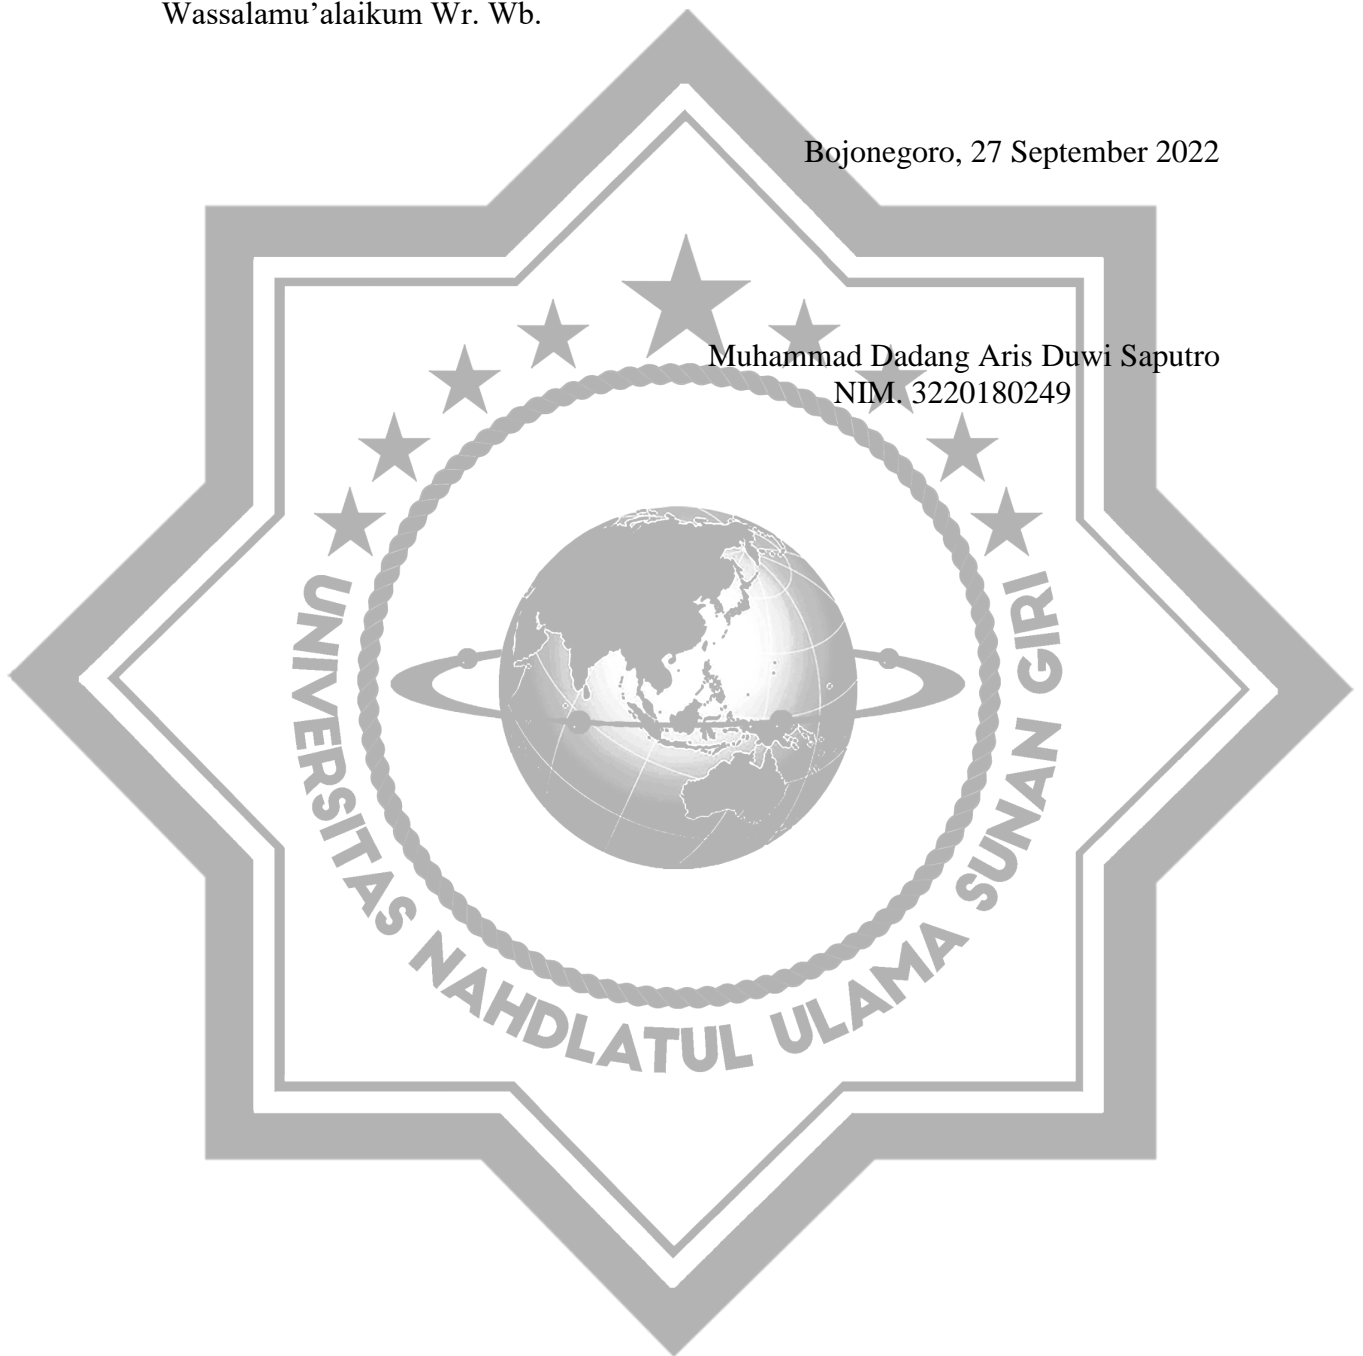 Wassalamu’alaikum Wr. Wb.
Bojonegoro, 27 September 2022
Muhammad Dadang Aris Duwi Saputro
NIM. 3220180249
UNIVERSITAS NAHDLATUL ULAMA SUNAN GIRI